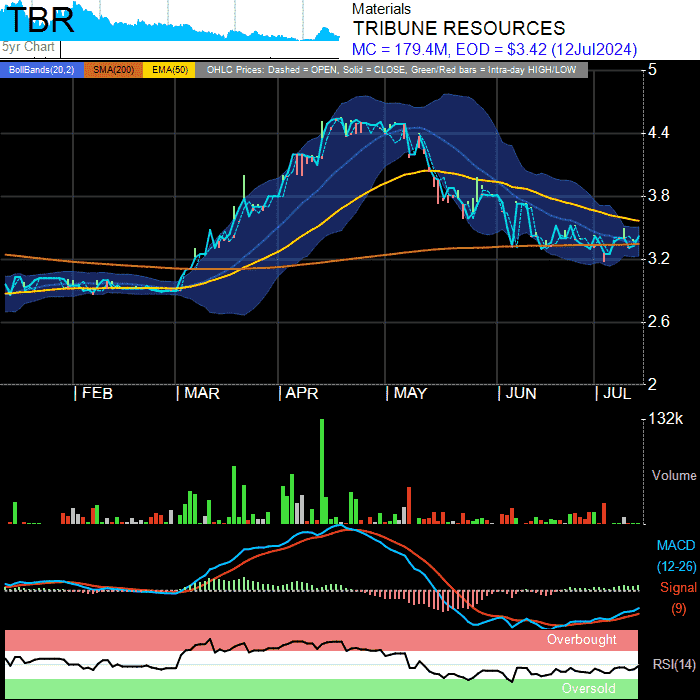 TBR
5yr Chart
Materials
TRIBUNE RESOURCES
MC = 179.4M, EOD = $3.42 (12Jul2024)
BollBands(20,2) SMA(200) EMA(50) OHLC Prices: Dashed = OPEN, Solid = CLOSE, Green/Red bars = Intra-day HIGH/LOW
5
4.4
3.8
3.2
2.6
2
| FEB | MAR | APR | MAY | JUN | JUL
132k
Volume
MACD
(12-26)
Signal
(9)
Overbought
RSI(14)
Oversold